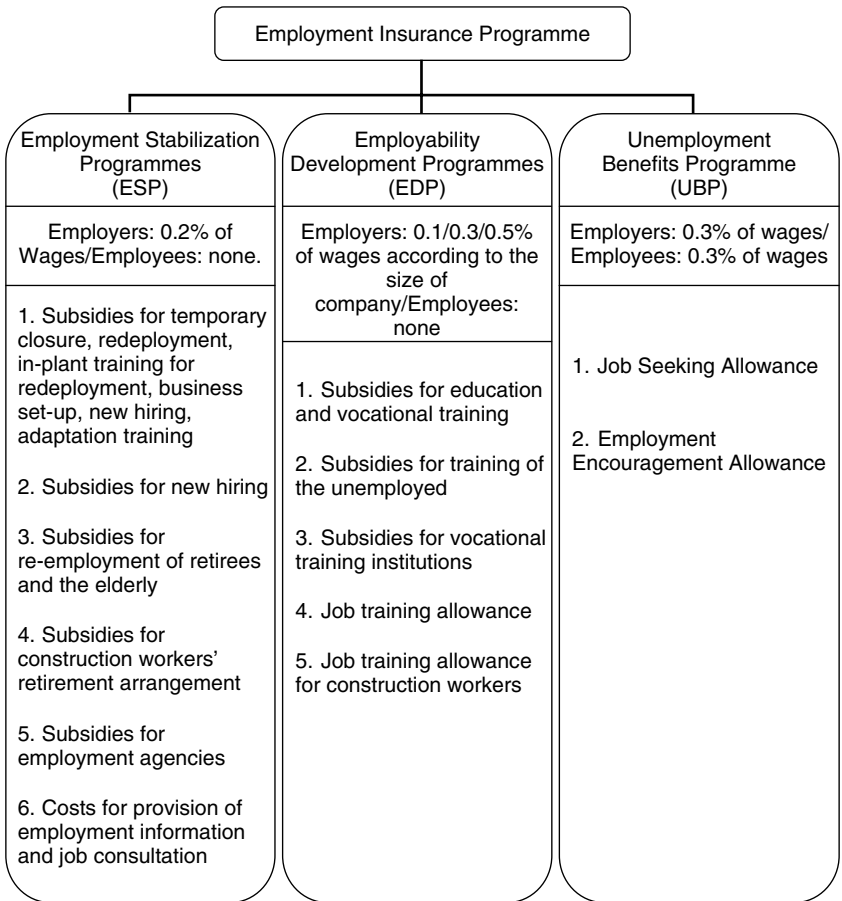 Employment Insurance Programme
Employment Stabilization
Programmes
(ESP)
Employers: 0.2% of
Wages/Employees: none.
1. Subsidies for temporary
closure, redeployment,
in-plant training for
redeployment, business
set-up, new hiring,
adaptation training
2. Subsidies for new hiring
3. Subsidies for
re-employment of retirees
and the elderly
4. Subsidies for
construction workers’
retirement arrangement
5. Subsidies for
employment agencies
6. Costs for provision of
employment information
and job consultation
Employability
Development Programmes
(EDP)
Employers: 0.1/0.3/0.5%
of wages according to the
size of
company/Employees:
none
1. Subsidies for education
and vocational training
2. Subsidies for training of
the unemployed
3. Subsidies for vocational
training institutions
4. Job training allowance
5. Job training allowance
for construction workers
Unemployment
Benefits Programme
(UBP)
Employers: 0.3% of wages/
Employees: 0.3% of wages
1. Job Seeking Allowance
2. Employment
Encouragement Allowance